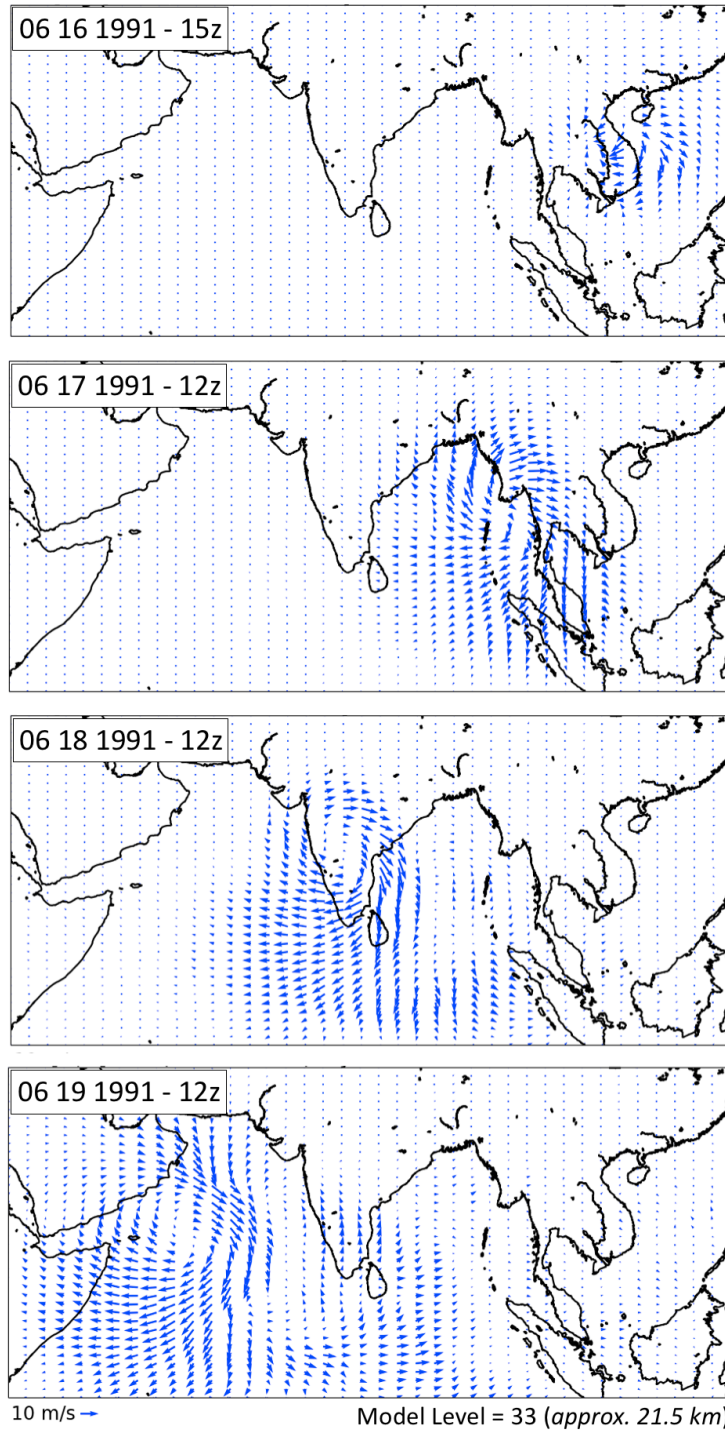 06 16 1991 - 15z
06 17 1991 - 12z
06 18 1991 - 12z
06 19 1991 - 12z
10 m/s
Model Level = 33 (approx. 21.5 km)